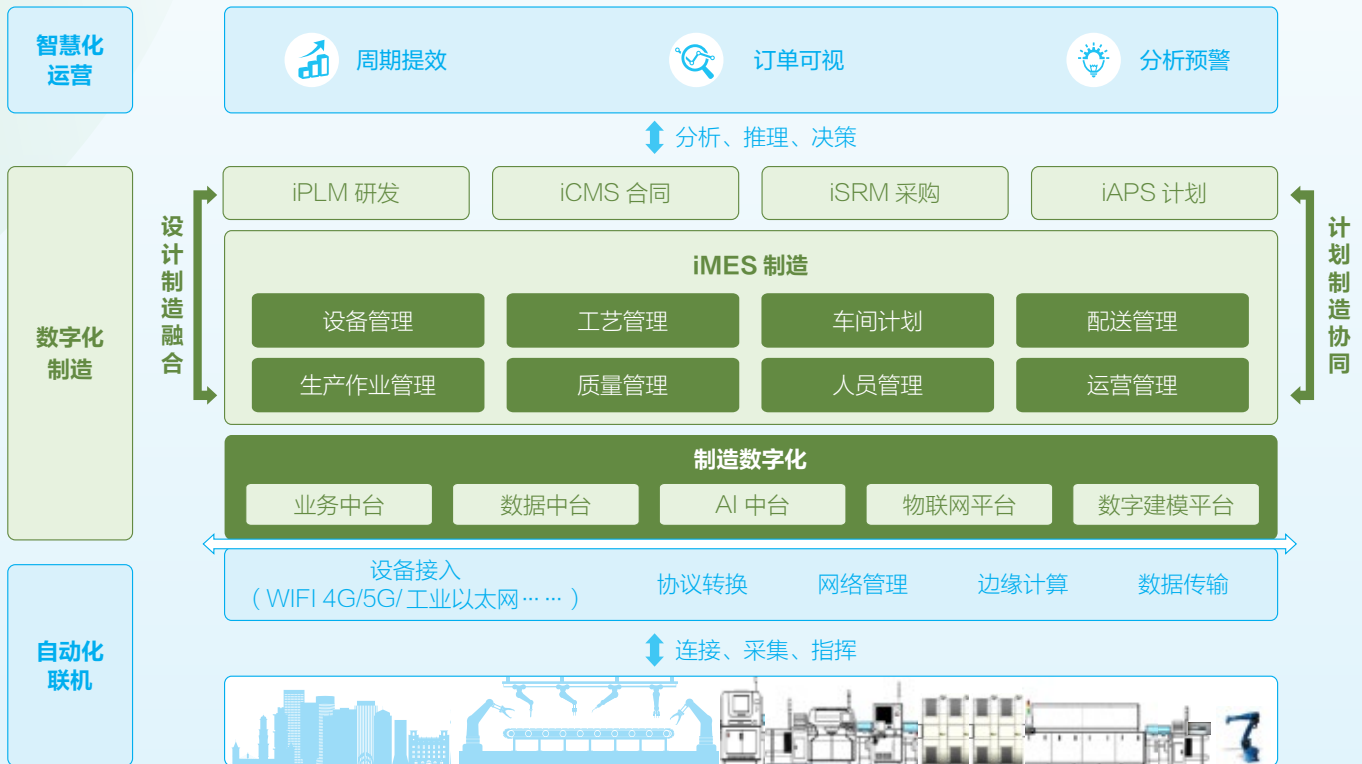 智慧化
运营
周期提效
订单可视
分析预警
分析、推理、决策
数字化
制造
设计制造融合
iPLM 研发
iCMS 合同
iSRM 采购
iAPS 计划
计划制造协同
iMES 制造
设备管理
工艺管理
车间计划
配送管理
生产作业管理
质量管理
人员管理
运营管理
制造数字化
业务中台
数据中台
AI 中台
物联网平台
数字建模平台
自动化
联机
设备接入
（WIFI 4G/5G/工业以太网……）
协议转换
网络管理
边缘计算
数据传输
连接、采集、指挥